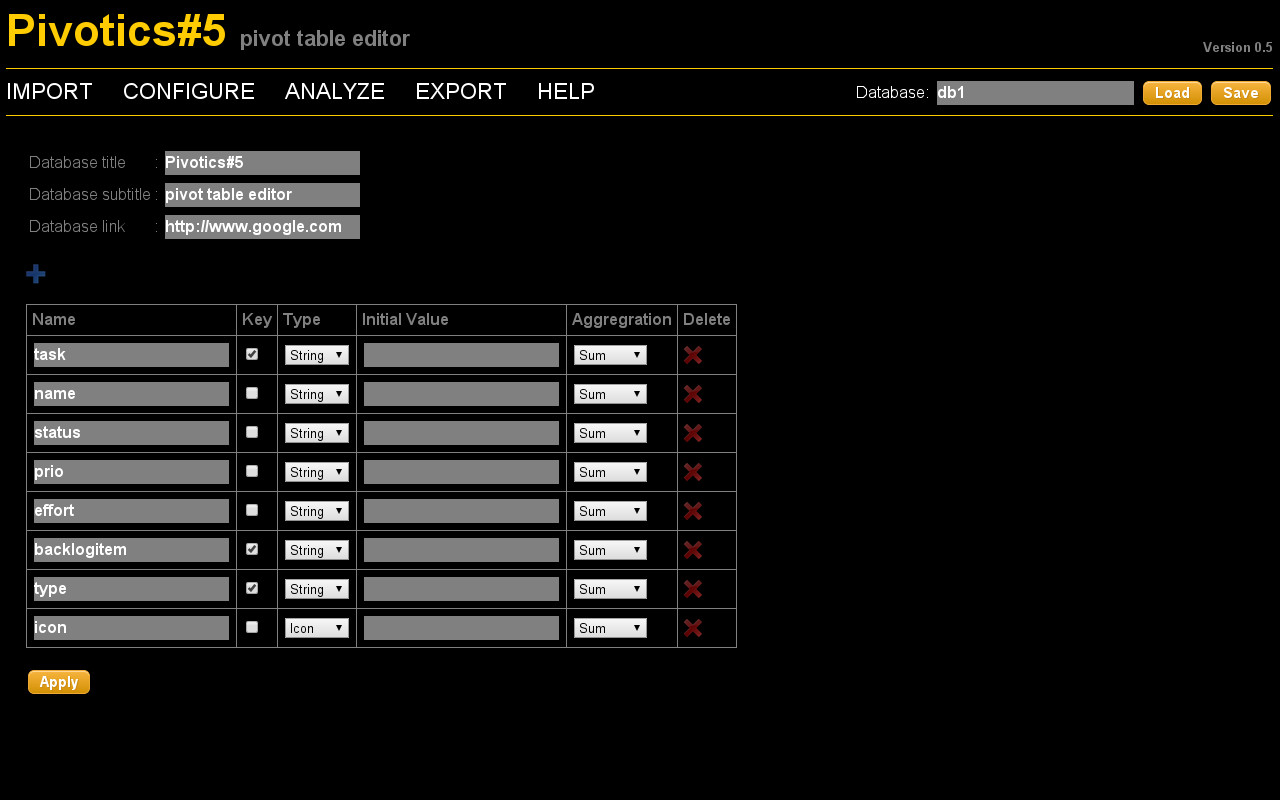 Pivotics#5 pivot table editor
Version 0.5
IMPORT CONFIGURE ANALYZE EXPORT HELP Database: db1 Load Save
Database title : Pivotics#5
Database subtitle : pivot table editor
Database link : http://www.google.com
Name Key Type Initial Value Aggregration Delete
task String Sum
name String Sum
status String Sum
prio String Sum
effort String Sum
backlogitem String Sum
type String Sum
icon Icon Sum
Apply